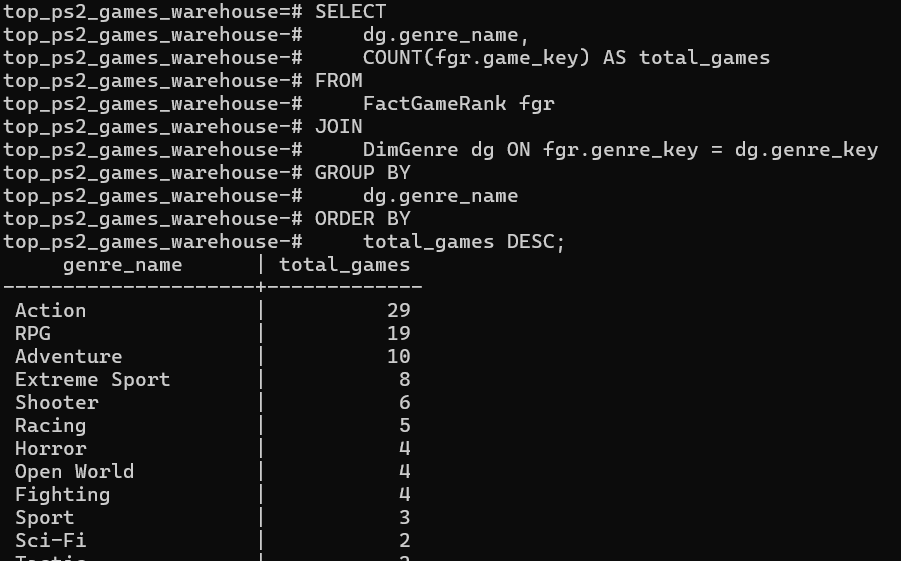 top_ps2_games_warehouse=# SELECT
top_ps2_games_warehouse-#     dg.genre_name,
top_ps2_games_warehouse-#     COUNT(fgr.game_key) AS total_games
top_ps2_games_warehouse-# FROM
top_ps2_games_warehouse-#     FactGameRank fgr
top_ps2_games_warehouse-# JOIN
top_ps2_games_warehouse-#     DimGenre dg ON fgr.genre_key = dg.genre_key
top_ps2_games_warehouse-# GROUP BY
top_ps2_games_warehouse-#     dg.genre_name
top_ps2_games_warehouse-# ORDER BY
top_ps2_games_warehouse-#     total_games DESC;
     genre_name      | total_games
---------------------+-------------
 Action              |          29
 RPG                 |          19
 Adventure           |          10
 Extreme Sport       |           8
 Shooter             |           6
 Racing              |           5
 Horror              |           4
 Open World          |           4
 Fighting            |           4
 Sport               |           3
 Sci-Fi              |           2